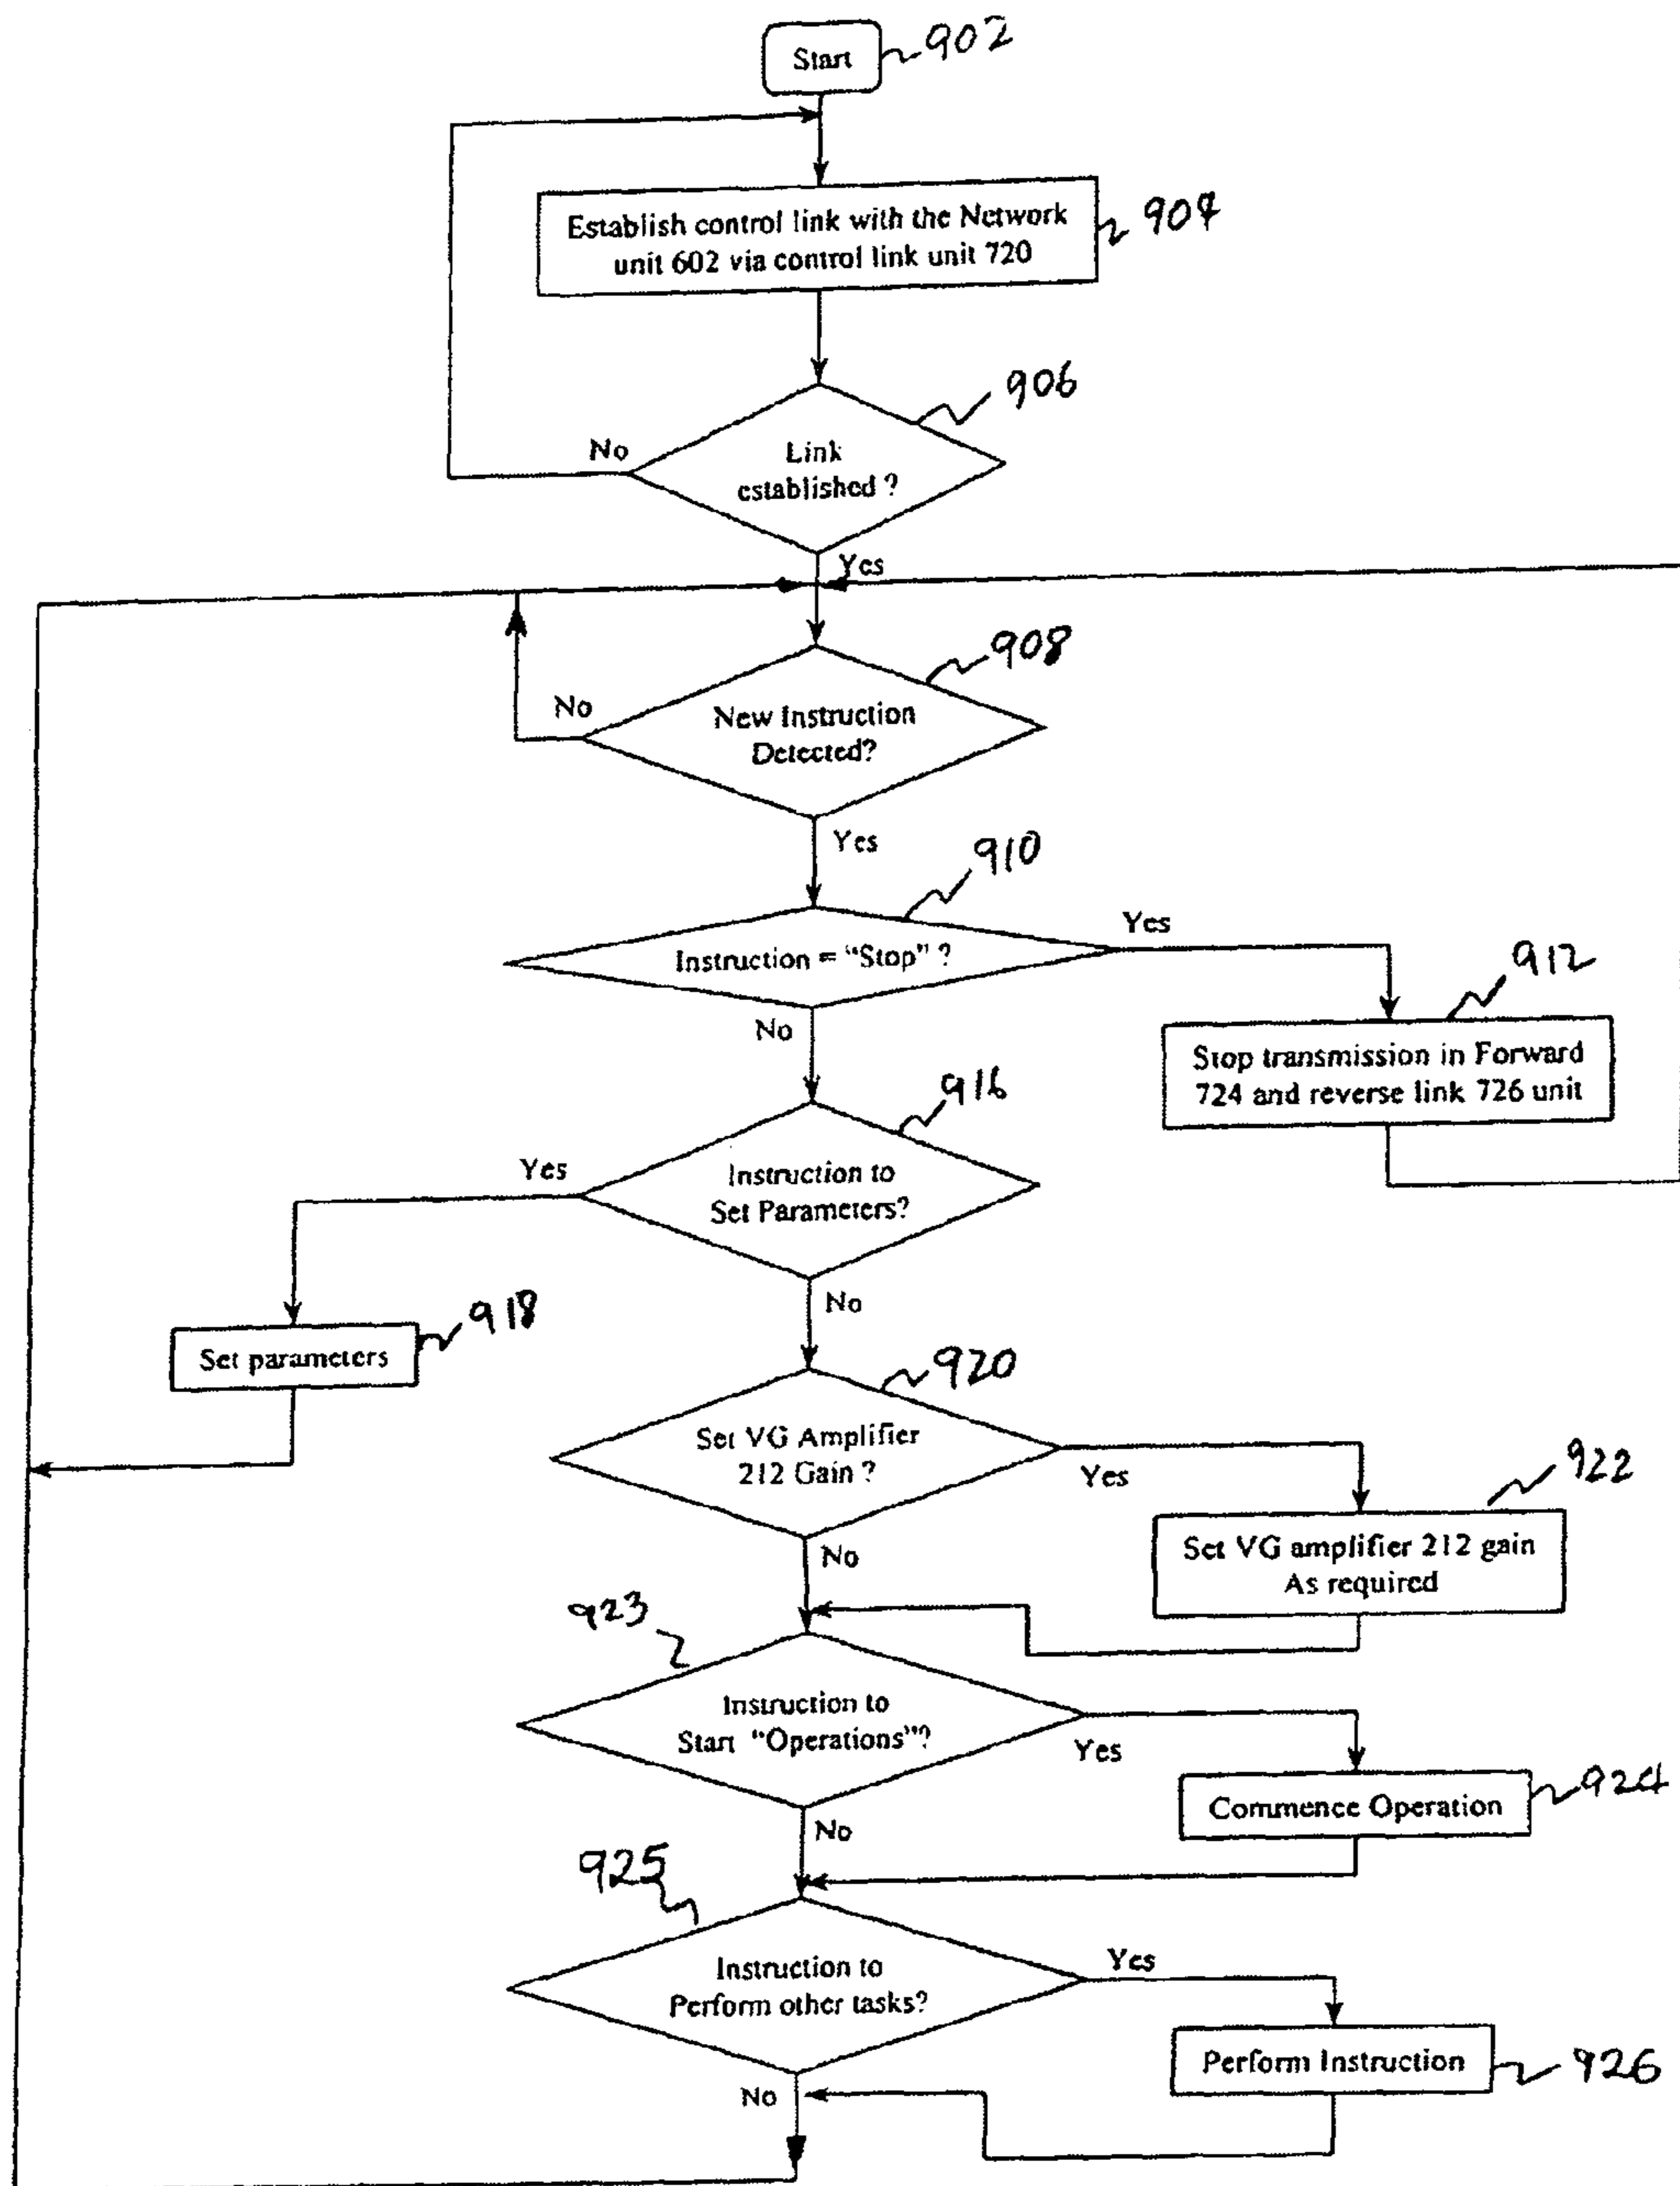 Start
902
Establish control link with the Network
unit 602 via control link unit 720
904
906
Link
established ?
No
Yes
908
New Instruction
Detected?
No
Yes
910
Instruction = "Stop" ?
Yes
No
912
Stop transmission in Forward
724 and reverse link 726 unit
916
Instruction to
Set Parameters?
Yes
No
918
Set parameters
920
Set VG Amplifier
212 Gain ?
Yes
No
922
Set VG amplifier 212 gain
As required
923
Instruction to
Start "Operations"?
Yes
No
924
Commence Operation
925
Instruction to
Perform other tasks?
Yes
No
Perform Instruction
926